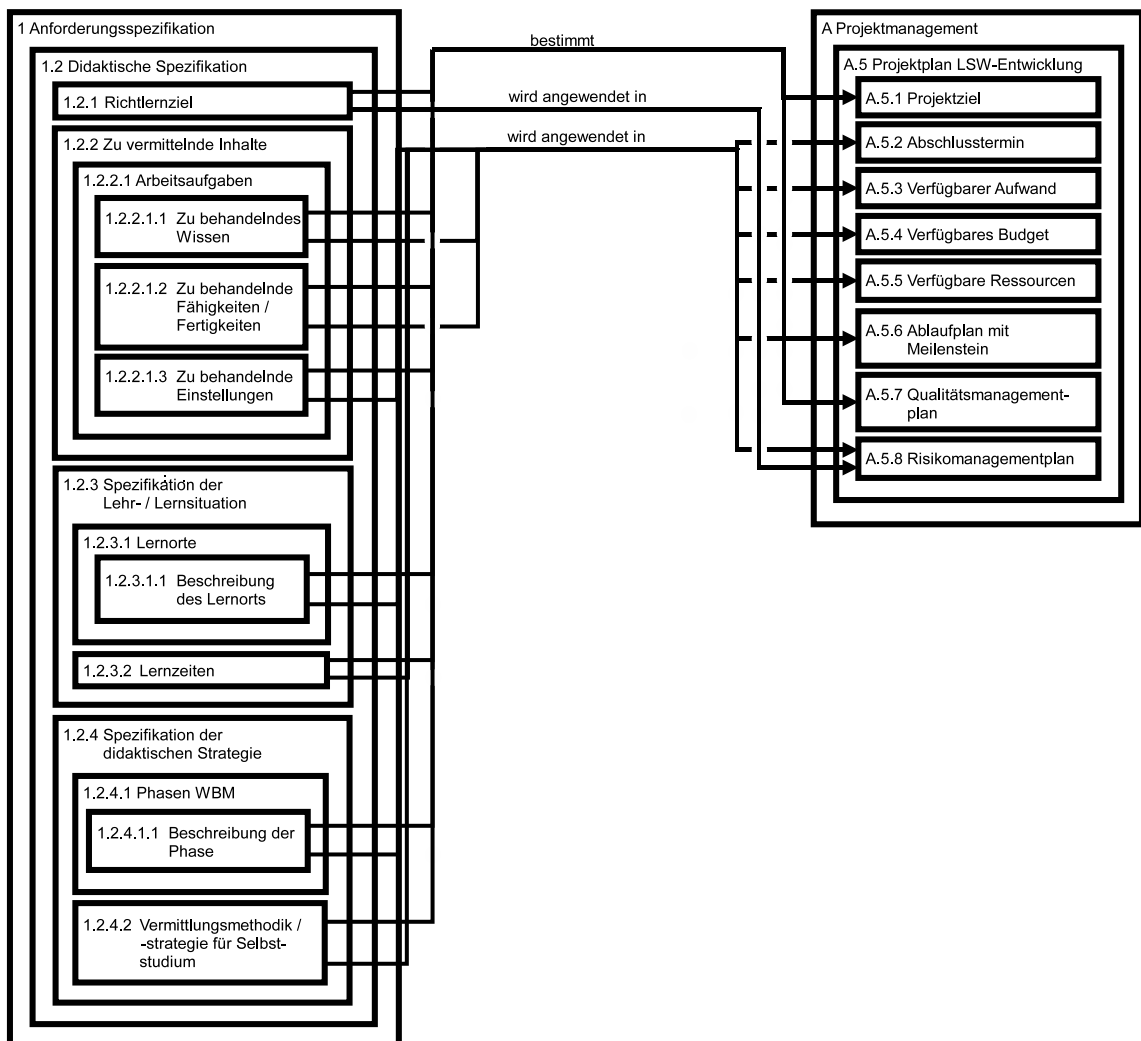 1 Anforderungsspezifikation
1.2 Didaktische Spezifikation
1.2.1 Richtlernziel
1.2.2 Zu vermittelnde Inhalte
1.2.2.1 Arbeitsaufgaben
1.2.2.1.1 Zu behandelndes
Wissen
1.2.2.1.2 Zu behandelnde
Fähigkeiten /
Fertigkeiten
1.2.2.1.3 Zu behandelnde
Einstellungen
1.2.3 Spezifikation der
Lehr- / Lernsituation
1.2.3.1 Lernorte
1.2.3.1.1 Beschreibung
des Lernorts
1.2.3.2 Lernzeiten
1.2.4 Spezifikation der
didaktischen Strategie
1.2.4.1 Phasen WBM
1.2.4.1.1 Beschreibung der
Phase
1.2.4.2 Vermittlungsmethodik /
-strategie für Selbst-
studium
bestimmt
wird angewendet in
wird angewendet in
A Projektmanagement
A.5 Projektplan LSW-Entwicklung
A.5.1 Projektziel
A.5.2 Abschlusstermin
A.5.3 Verfügbarer Aufwand
A.5.4 Verfügbares Budget
A.5.5 Verfügbare Ressourcen
A.5.6 Ablaufplan mit
Meilenstein
A.5.7 Qualitätsmanagement-
plan
A.5.8 Risikomanagementplan